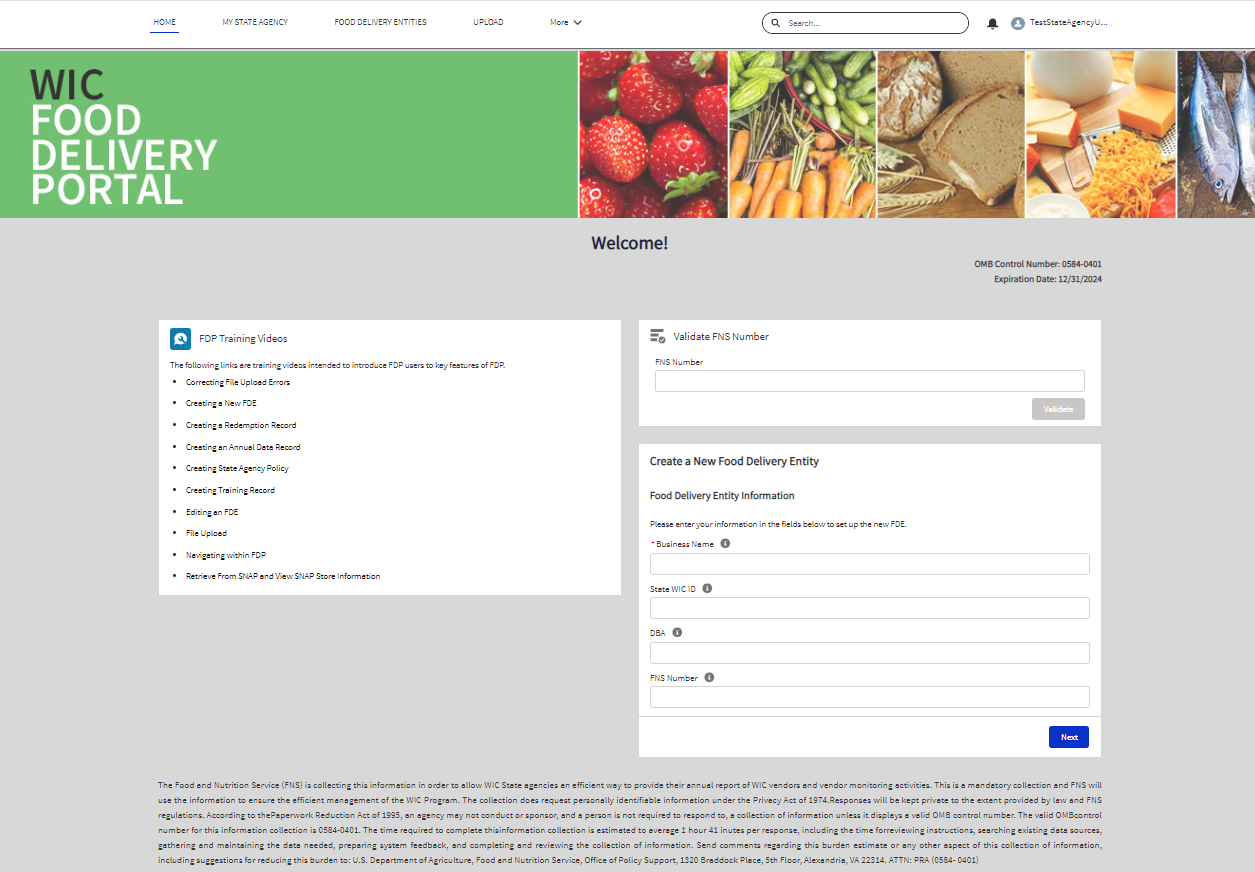 HOME MY STATE AGENCY FOOD DELIVERY ENTITIES UPLOAD More Search... TestStateAgencyU...
WIC
FOOD
DELIVERY
PORTAL
Welcome!
OMB Control Number: 0584-0401
Expiration Date: 12/31/2024
FDP Training Videos
The following links are training videos intended to introduce FDP users to key features of FDP.
• Correcting File Upload Errors
• Creating a New FDE
• Creating a Redemption Record
• Creating an Annual Data Record
• Creating State Agency Policy
• Creating Training Record
• Editing an FDE
• File Upload
• Navigating within FDP
• Retrieve From SNAP and View SNAP Store Information
Validate FNS Number
FNS Number
Validate
Create a New Food Delivery Entity
Food Delivery Entity Information
Please enter your information in the fields below to set up the new FDE.
* Business Name
State WIC ID
DBA
FNS Number
Next
The Food and Nutrition Service (FNS) is collecting this information in order to allow WIC State agencies an efficient way to provide their annual report of WIC vendors and vendor monitoring activities. This is a mandatory collection and FNS will
use the information to ensure the efficient management of the WIC Program. The collection does request personally identifiable information under the Privacy Act of 1974.Responses will be kept private to the extent provided by law and FNS
regulations. According to thePaperwork Reduction Act of 1995, an agency may not conduct or sponsor, and a person is not required to respond to, a collection of information unless it displays a valid OMB control number. The valid OMBcontrol
number for this information collection is 0584-0401. The time required to complete thisinformation collection is estimated to average 1 hour 41 inutes per response, including the time forreviewing instructions, searching existing data sources,
gathering and maintaining the data needed, preparing system feedback, and completing and reviewing the collection of information. Send comments regarding this burden estimate or any other aspect of this collection of information,
including suggestions for reducing this burden to: U.S. Department of Agriculture, Food and Nutrition Service, Office of Policy Support, 1320 Braddock Place, 5th Floor, Alexandria, VA 22314. ATTN: PRA (0584- 0401)